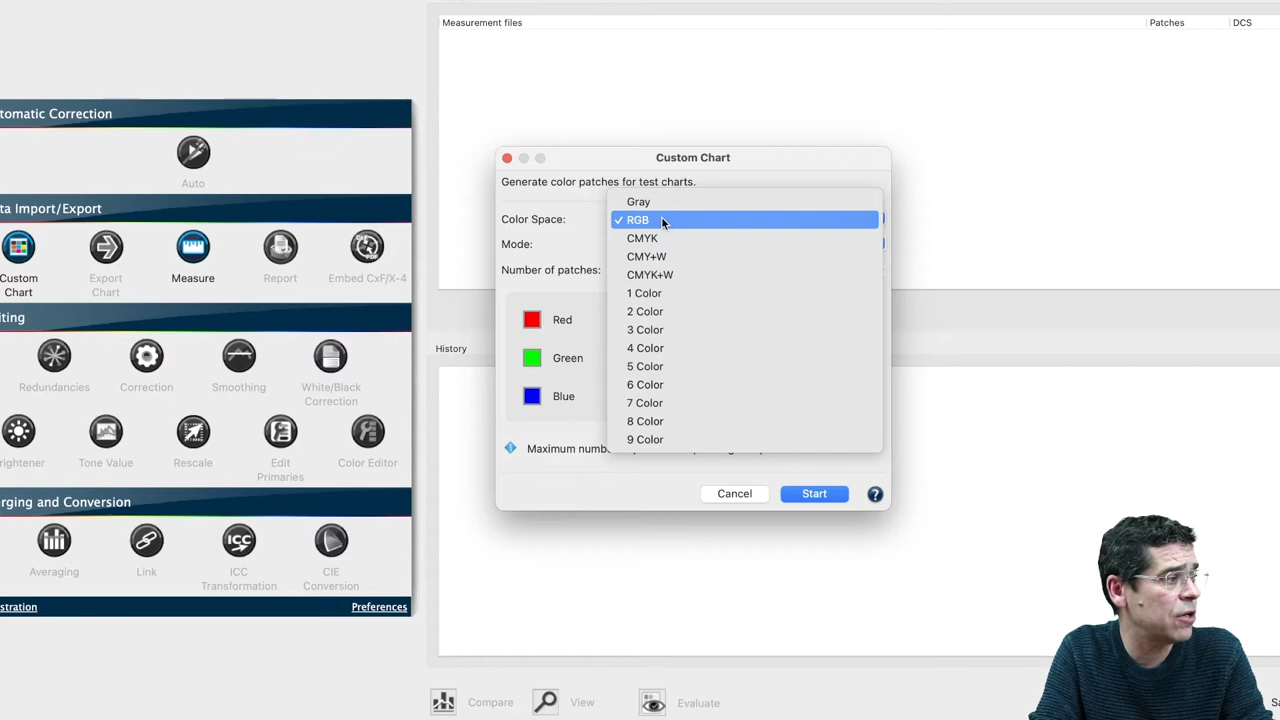 Measurement files
Patches
DCS
tomatic Correction
Auto
ta Import/Export
Custom
Chart
Export
Chart
Measure
Report
Embed CxF/X-4
iting
Redundancies
Correction
Smoothing
White/Black
Correction
rightener
Tone Value
Rescale
Edit
Primaries
Color Editor
rging and Conversion
Averaging
Link
ICC
ICC
Transformation
CIE
Conversion
stration
Preferences
Custom Chart
Generate color patches for test charts.
Color Space:
Mode:
Number of patches:
Red
Green
Blue
Gray
✓ RGB
CMYK
CMY+W
CMYK+W
1 Color
2 Color
3 Color
4 Color
5 Color
6 Color
7 Color
8 Color
9 Color
Maximum numb
Cancel
Start
?
History
Compare
View
Evaluate